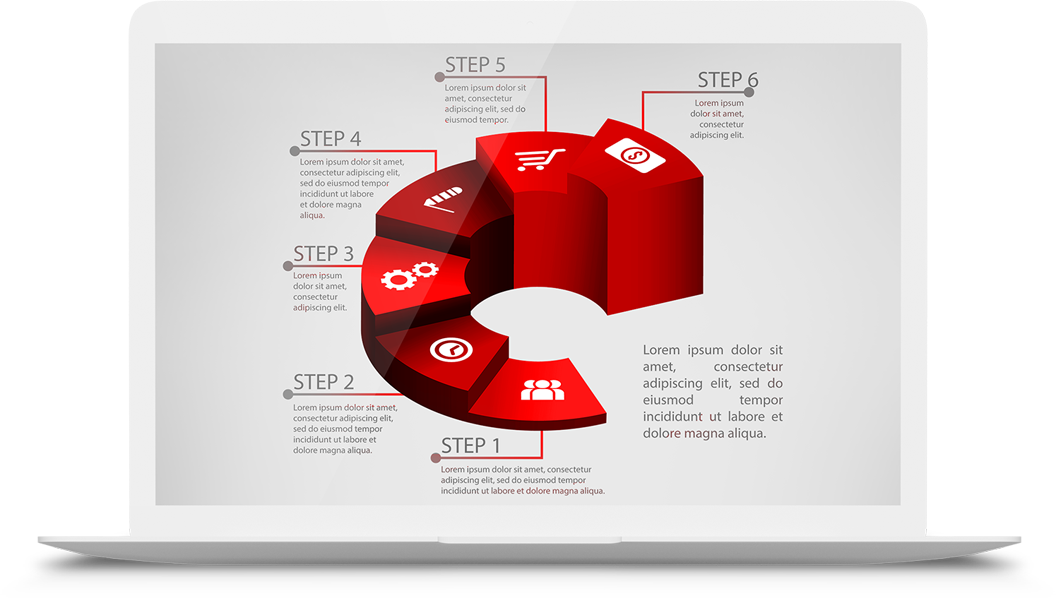 STEP 5
Lorem ipsum dolor sit
amet, consectetur
adipiscing elit, sed do
eiusmod tempor.
STEP 6
Lorem ipsum
dolor sit amet,
consectetur
adipiscing elit.
STEP 4
Lorem ipsum dolor sit amet,
consectetur adipiscing elit,
sed do eiusmod tempor
incididunt ut labore
et dolore magna
aliqua.
STEP 3
Lorem ipsum
dolor sit amet,
consectetur
adipiscing elit.
STEP 2
Lorem ipsum dolor sit amet,
consectetur adipiscing elit,
sed do eiusmod tempor
incididunt ut labore et
dolore magna aliqua.
STEP 1
Lorem ipsum dolor sit amet, consectetur
adipiscing elit, sed do eiusmod tempor
incididunt ut labore et dolore magna aliqua.
Lorem ipsum dolor sit
amet, consectetur
adipiscing elit, sed do
eiusmod tempor
incididunt ut labore et
dolore magna aliqua.